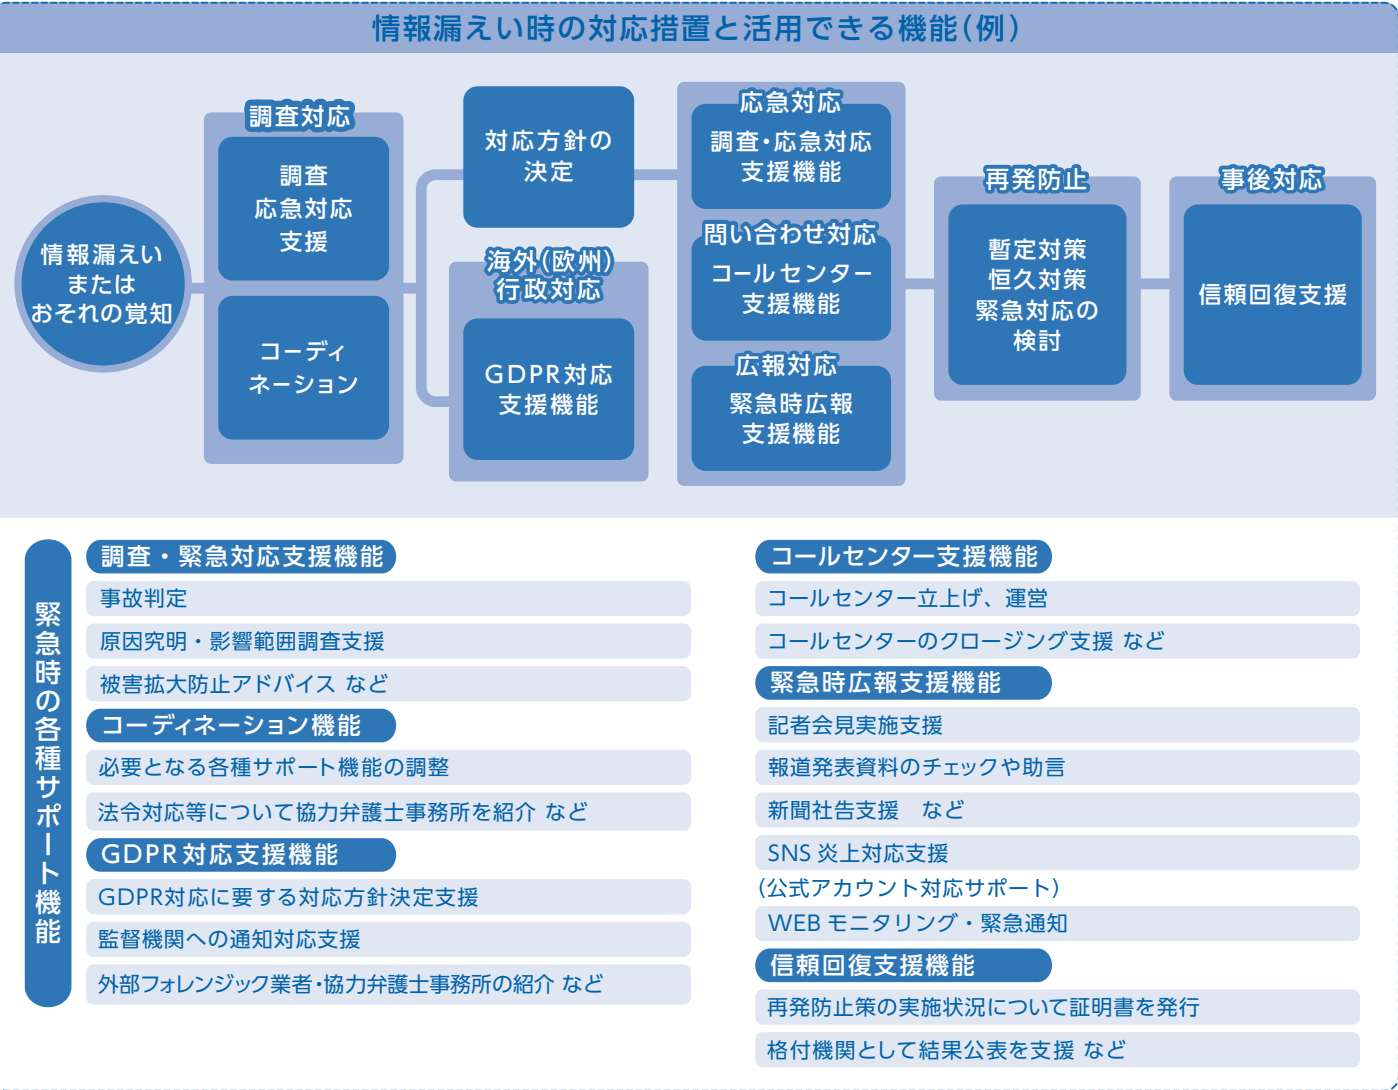 情報漏えい時の対応措置と活用できる機能(例)
情報漏えい
または
おそれの覚知
調査対応
調査
応急対応
支援
コーディ
ネーション
対応方針の
決定
海外(欧州)
行政対応
GDPR対応
支援機能
応急対応
調査・応急対応
支援機能
問い合わせ対応
コールセンター
支援機能
広報対応
緊急時広報
支援機能
再発防止
暫定対策
恒久対策
緊急対応の
検討
事後対応
信頼回復支援
緊急時の各種サポート機能
調査・緊急対応支援機能
事故判定
原因究明・影響範囲調査支援
被害拡大防止アドバイス など
コーディネーション機能
必要となる各種サポート機能の調整
法令対応等について協力弁護士事務所を紹介 など
GDPR対応支援機能
GDPR対応に要する対応方針決定支援
監督機関への通知対応支援
外部フォレンジック業者・協力弁護士事務所の紹介 など
コールセンター支援機能
コールセンター立上げ、運営
コールセンターのクロージング支援 など
緊急時広報支援機能
記者会見実施支援
報道発表資料のチェックや助言
新聞社告支援　など
SNS 炎上対応支援
(公式アカウント対応サポート)
WEB モニタリング・緊急通知
信頼回復支援機能
再発防止策の実施状況について証明書を発行
格付機関として結果公表を支援 など